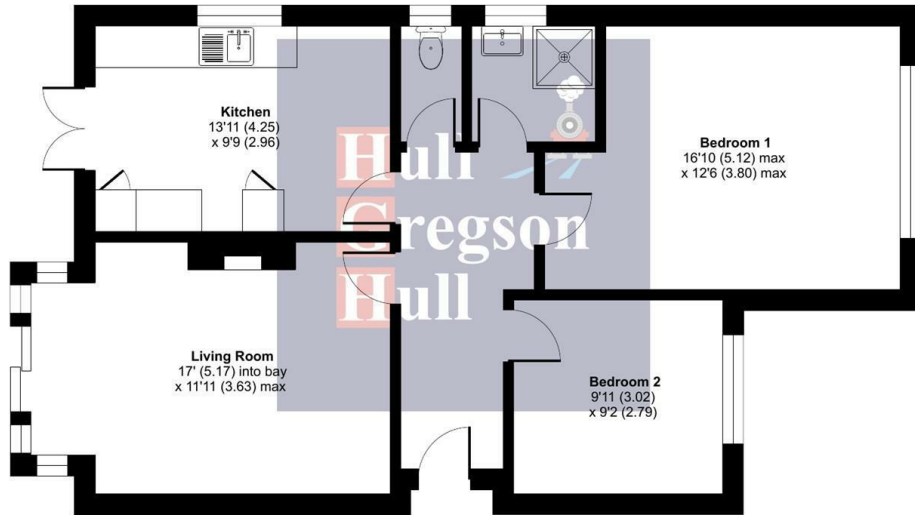 Kitchen
13'11 (4.25)
x 9'9 (2.96)
Bedroom 1
16'10 (5.12) max
x 12'6 (3.80) max
Hull
Gregson
Hull
Living Room
17' (5.17) into bay
x 11'11 (3.63) max
Bedroom 2
9'11 (3.02)
x 9'2 (2.79)